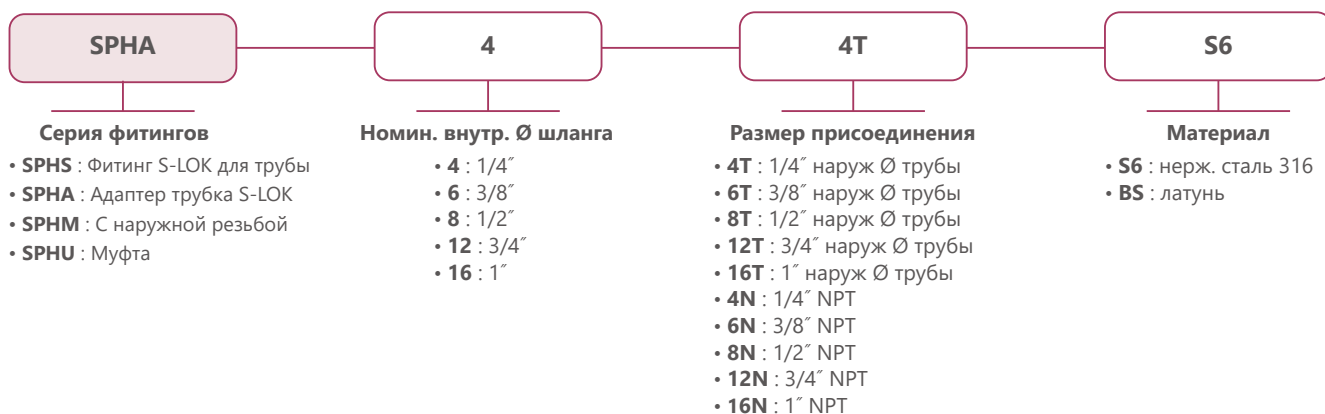 SPHA
4
4T
S6
Серия фитингов
• SPHS : Фитинг S-LOK для трубы
• SPHA : Адаптер трубка S-LOK
• SPHM : С наружной резьбой
• SPHU : Муфта
Номин. внутр. Ø шланга
• 4 : 1/4˝
• 6 : 3/8˝
• 8 : 1/2˝
• 12 : 3/4˝
• 16 : 1˝
Размер присоединения
• 4T : 1/4˝ наруж Ø трубы
• 6T : 3/8˝ наруж Ø трубы
• 8T : 1/2˝ наруж Ø трубы
• 12T : 3/4˝ наруж Ø трубы
• 16T : 1˝ наруж Ø трубы
• 4N : 1/4˝ NPT
• 6N : 3/8˝ NPT
• 8N : 1/2˝ NPT
• 12N : 3/4˝ NPT
• 16N : 1˝ NPT
Материал
• S6 : нерж. сталь 316
• BS : латунь